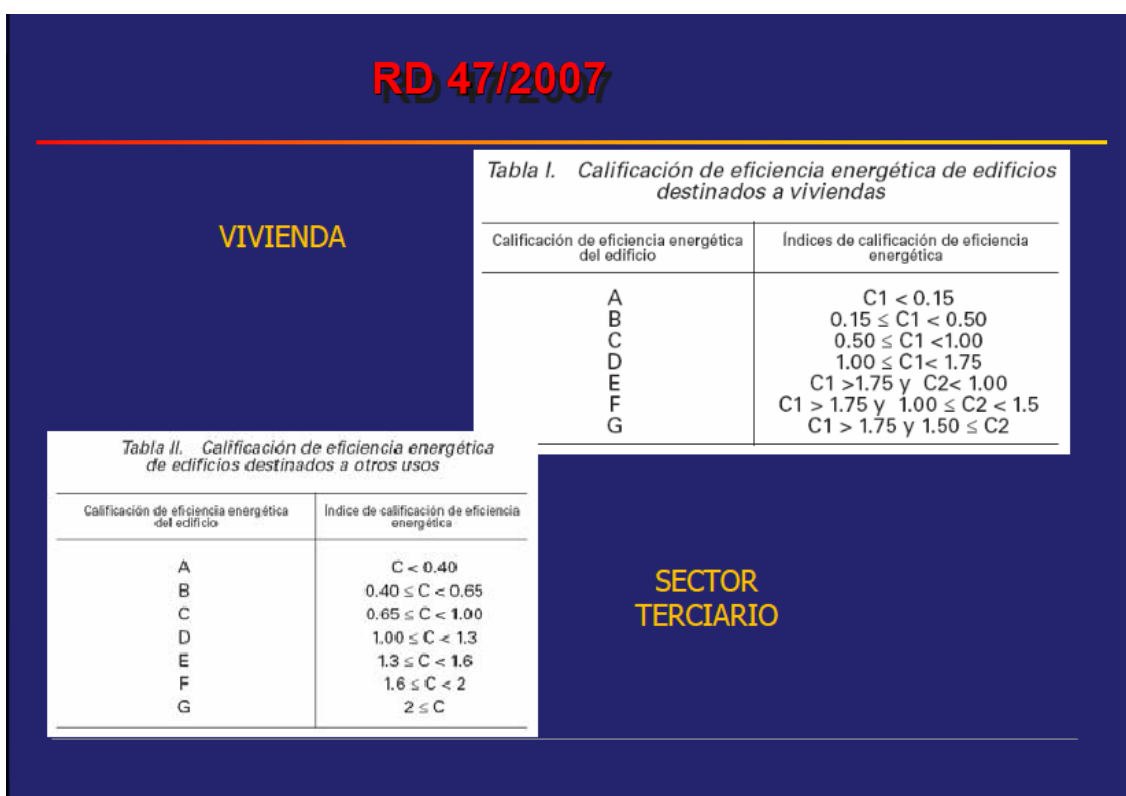 RD 47/2007
VIVIENDA
Tabla I. Calificación de eficiencia energética de edificios
destinados a viviendas
Calificación de eficiencia energética
del edificio
Índices de calificación de eficiencia
energética
A C1 < 0.15
B 0.15 ≤ C1 < 0.50
C 0.50 ≤ C1 <1.00
D 1.00 ≤ C1< 1.75
E C1 >1.75 y C2< 1.00
F C1 > 1.75 y 1.00 ≤ C2 < 1.5
G C1 > 1.75 y 1.50 ≤ C2
Tabla II. Calificación de eficiencia energética
de edificios destinados a otros usos
Calificación de eficiencia energética
del edificio
Indice de calificación de eficiencia
energética
A C < 0.40
B 0.40 ≤ C < 0.65
C 0.65 ≤ C < 1.00
D 1.00 ≤ C < 1.3
E 1.3 ≤ C < 1.6
F 1.6 ≤ C < 2
G 2 ≤ C
SECTOR
TERCIARIO